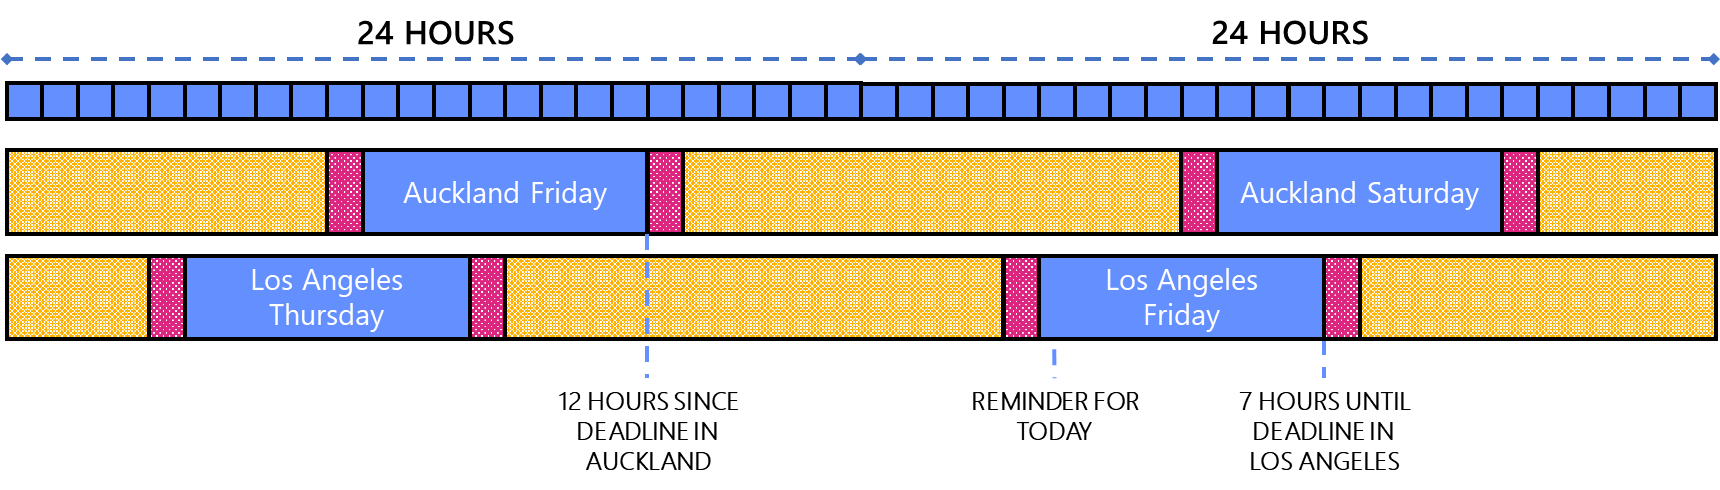 24 HOURS
24 HOURS
Auckland Friday
Auckland Saturday
Los Angeles
Thursday
Los Angeles
Friday
12 HOURS SINCE
DEADLINE IN
AUCKLAND
REMINDER FOR
TODAY
7 HOURS UNTIL
DEADLINE IN
LOS ANGELES